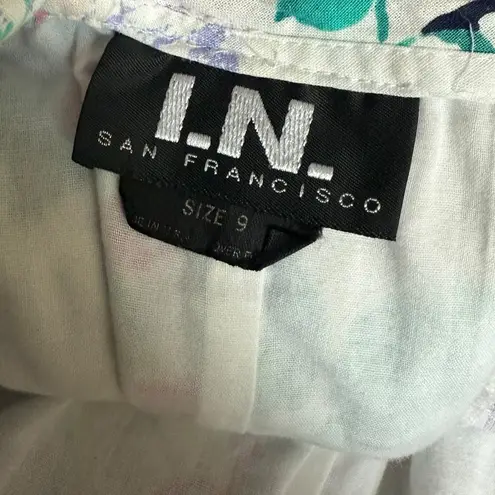 I.N.
SAN FRANCISCO
SIZE 9